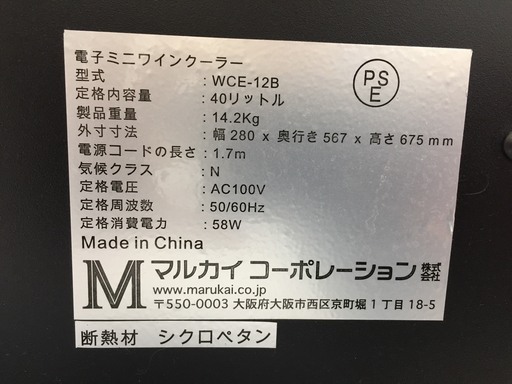 電子ミニワインクーラー
型式 : WCE-12B
定格内容量 : 40リットル
製品重量 : 14.2Kg
外寸寸法 : 幅 280 x 奥行き 567 x 高さ 675 mm
電源コードの長さ : 1.7m
気候クラス : N
定格電圧 : AC100V
定格周波数 : 50/60Hz
定格消費電力 : 58W
Made in China
PS
E
M マルカイ コーポレーション 株式会社
www.marukai.co.jp
〒550-0003 大阪府大阪市西区京町堀1丁目18-5
断熱材 シクロペタン